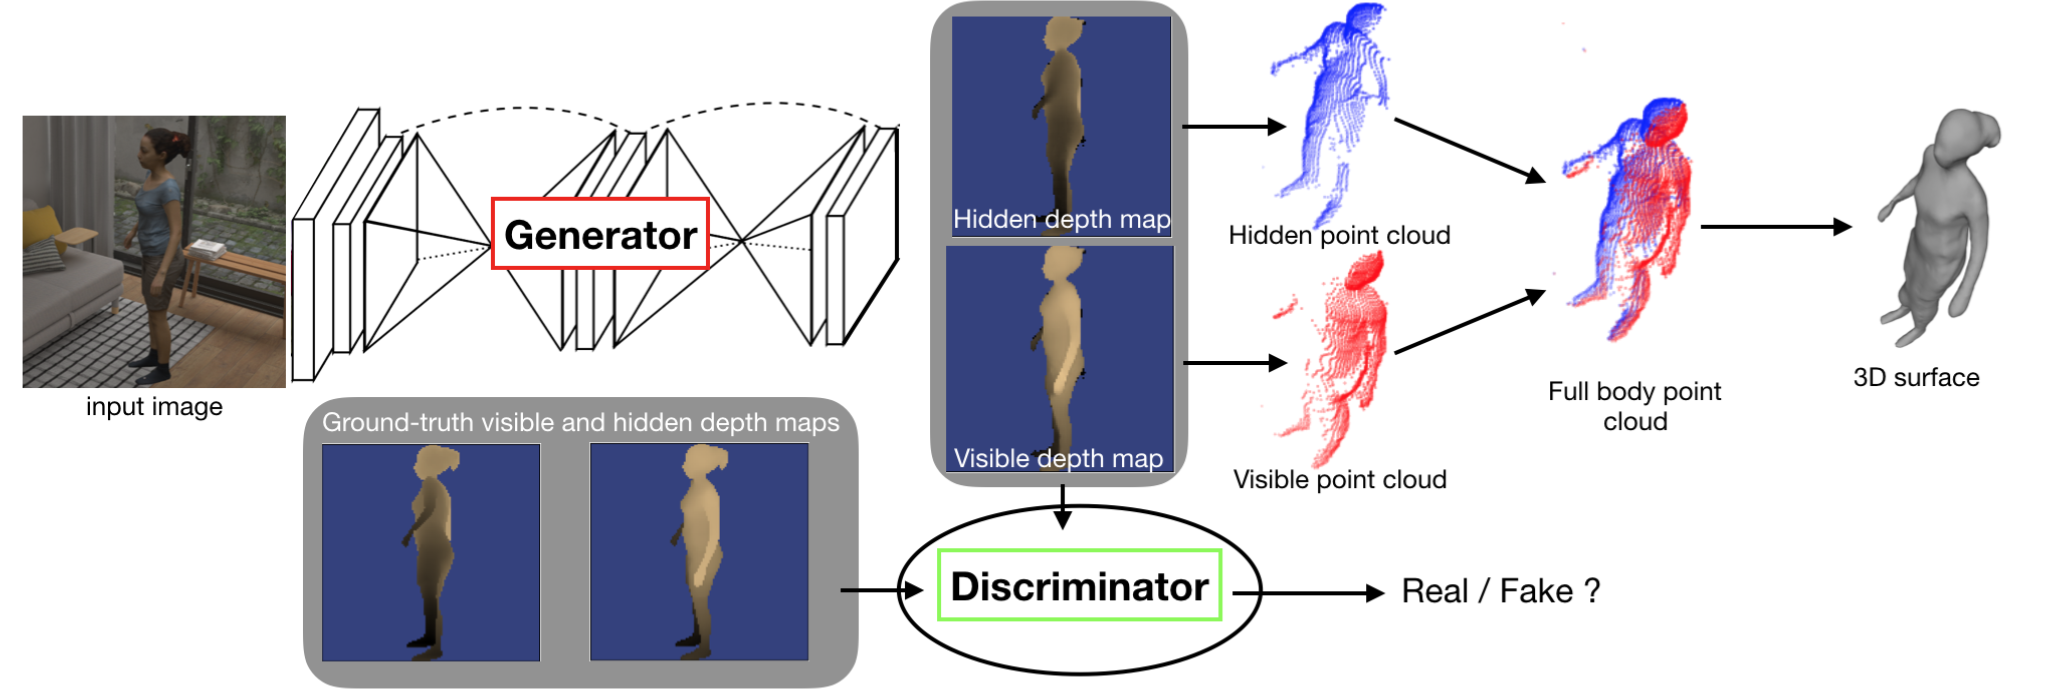 input image
Generator
Hidden depth map
Visible depth map
Hidden point cloud
Visible point cloud
Full body point
cloud
3D surface
Ground-truth visible and hidden depth maps
Discriminator
Real / Fake ?